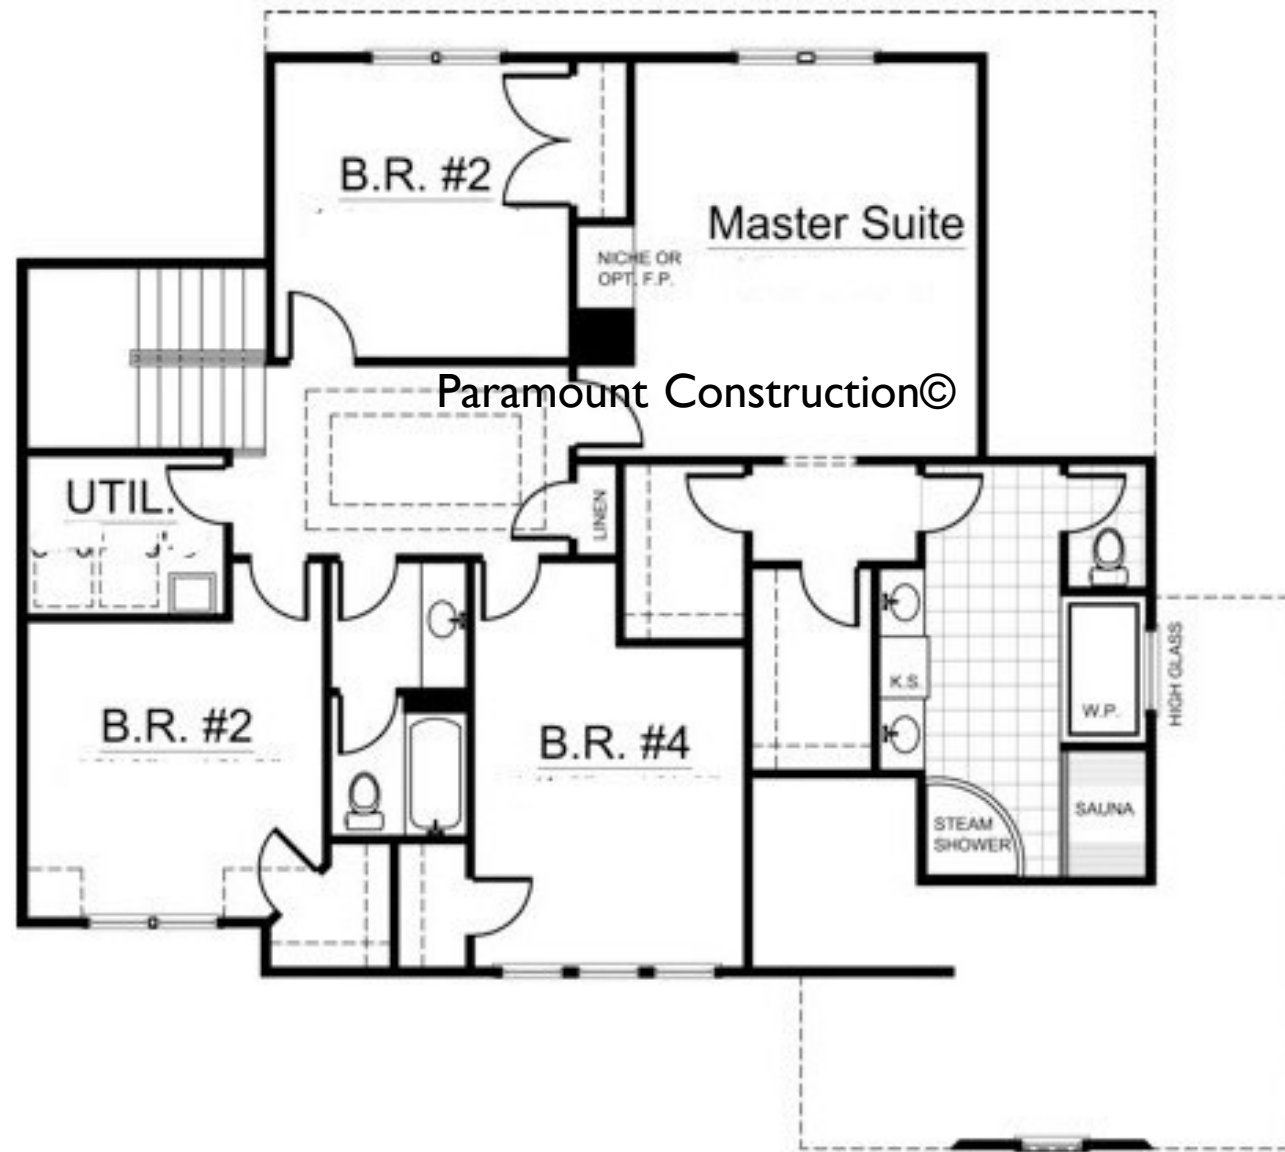 B.R. #2
Master Suite
NICHE OR
OPT. F.P.
Paramount Construction©
UTIL.
LINEN
HIGH GLASS
K.S.
W.P.
B.R. #2
B.R. #4
STEAM
SHOWER
SAUNA